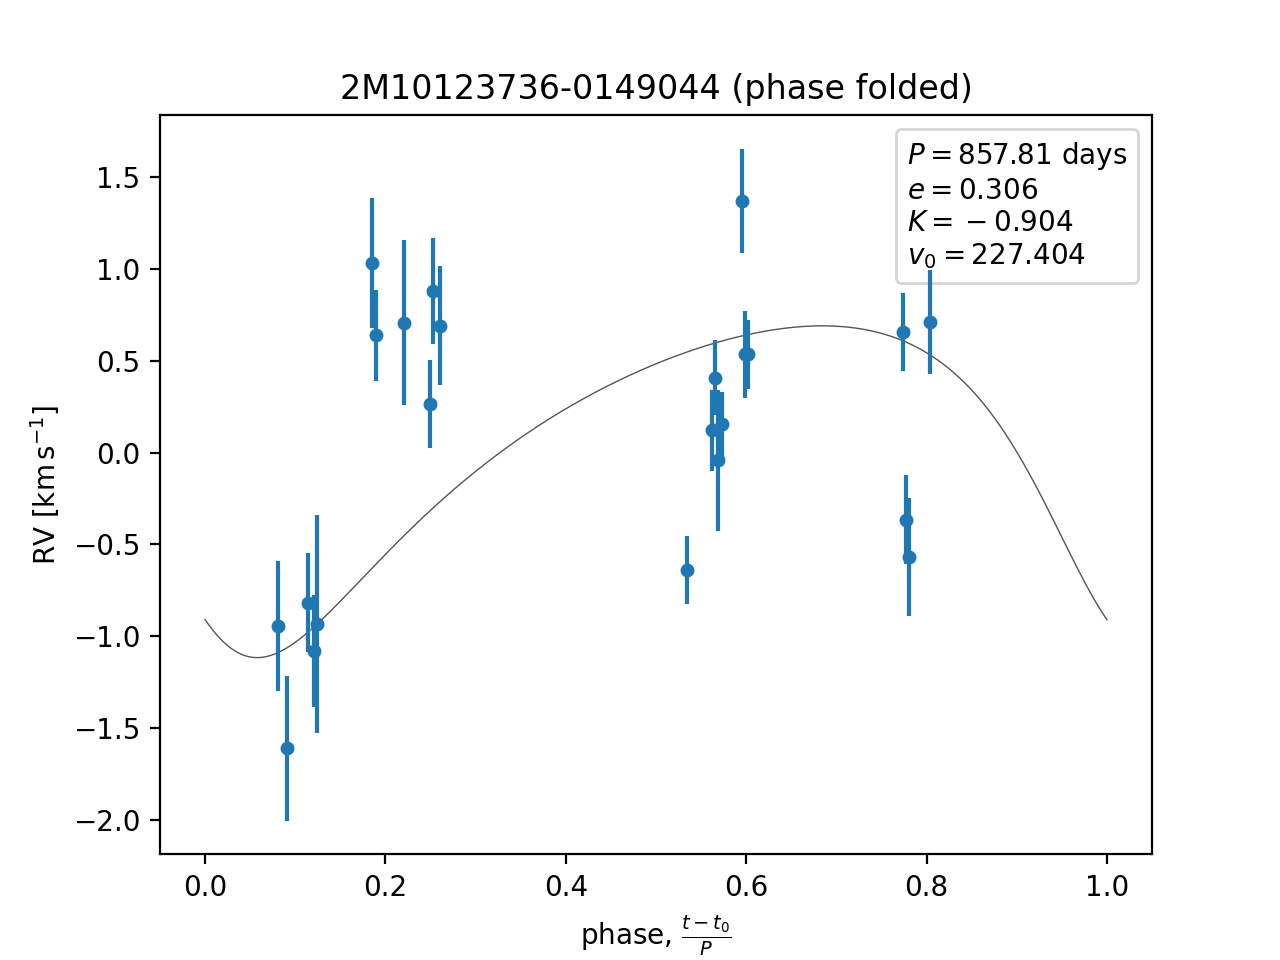 2M10123736-0149044 (phase folded)
P = 857.81 days
e = 0.306
K = −0.904
v₀ = 227.404
1.5
1.0
0.5
0.0
−0.5
−1.0
−1.5
−2.0
RV [km s⁻¹]
0.0 0.2 0.4 0.6 0.8 1.0
phase, (t − t₀)/P